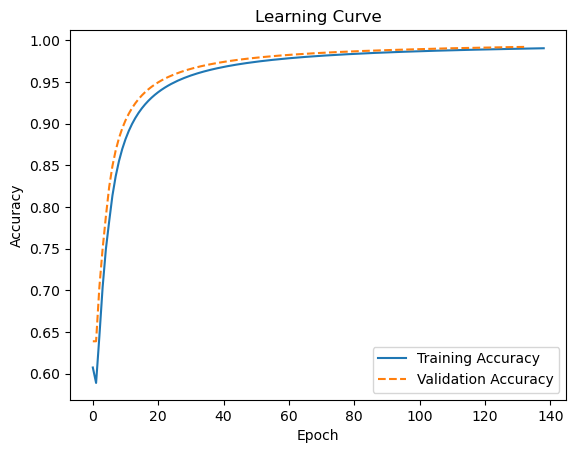 Learning Curve
1.00
0.95
0.90
0.85
0.80
0.75
0.70
0.65
0.60
Accuracy
Training Accuracy
Validation Accuracy
0 20 40 60 80 100 120 140
Epoch